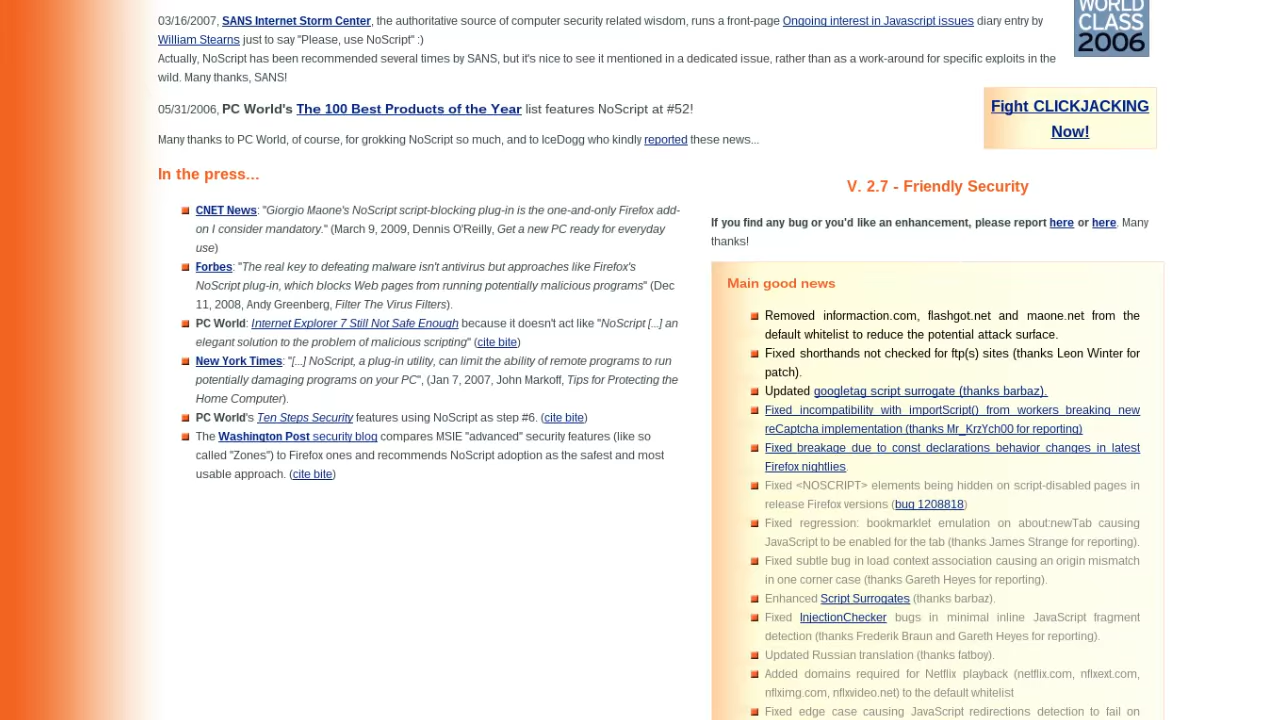 03/16/2007, SANS Internet Storm Center, the authoritative source of computer security related wisdom, runs a front-page Ongoing interest in Javascript issues diary entry by
William Stearns just to say "Please, use NoScript" :)
Actually, NoScript has been recommended several times by SANS, but it's nice to see it mentioned in a dedicated issue, rather than as a work-around for specific exploits in the
wild. Many thanks, SANS!
WORLD
CLASS
2006
05/31/2006, PC World's The 100 Best Products of the Year list features NoScript at #52!
Many thanks to PC World, of course, for grokking NoScript so much, and to IceDogg who kindly reported these news...
Fight CLICKJACKING
Now!
In the press...
CNET News: "Giorgio Maone's NoScript script-blocking plug-in is the one-and-only Firefox add-
on I consider mandatory." (March 9, 2009, Dennis O'Reilly, Get a new PC ready for everyday
use)
Forbes: "The real key to defeating malware isn't antivirus but approaches like Firefox's
NoScript plug-in, which blocks Web pages from running potentially malicious programs" (Dec
11, 2008, Andy Greenberg, Filter The Virus Filters).
PC World: Internet Explorer 7 Still Not Safe Enough because it doesn't act like "NoScript [...] an
elegant solution to the problem of malicious scripting" (cite bite)
New York Times: "[...] NoScript, a plug-in utility, can limit the ability of remote programs to run
potentially damaging programs on your PC", (Jan 7, 2007, John Markoff, Tips for Protecting the
Home Computer).
PC World's Ten Steps Security features using NoScript as step #6. (cite bite)
The Washington Post security blog compares MSIE "advanced" security features (like so
called "Zones") to Firefox ones and recommends NoScript adoption as the safest and most
usable approach. (cite bite)
V. 2.7 - Friendly Security
If you find any bug or you'd like an enhancement, please report here or here. Many
thanks!
Main good news
Removed informaction.com, flashgot.net and maone.net from the
default whitelist to reduce the potential attack surface.
Fixed shorthands not checked for ftp(s) sites (thanks Leon Winter for
patch).
Updated googletag script surrogate (thanks barbaz).
Fixed incompatibility with importScript() from workers breaking new
reCaptcha implementation (thanks Mr_KrzYch00 for reporting)
Fixed breakage due to const declarations behavior changes in latest
Firefox nightlies.
Fixed <NOSCRIPT> elements being hidden on script-disabled pages in
release Firefox versions (bug 1208818)
Fixed regression: bookmarklet emulation on about:newTab causing
JavaScript to be enabled for the tab (thanks James Strange for reporting).
Fixed subtle bug in load context association causing an origin mismatch
in one corner case (thanks Gareth Heyes for reporting).
Enhanced Script Surrogates (thanks barbaz).
Fixed InjectionChecker bugs in minimal inline JavaScript fragment
detection (thanks Frederik Braun and Gareth Heyes for reporting).
Updated Russian translation (thanks fatboy).
Added domains required for Netflix playback (netflix.com, nflxext.com,
nflximg.com, nflxvideo.net) to the default whitelist
Fixed edge case causing JavaScript redirections detection to fail on